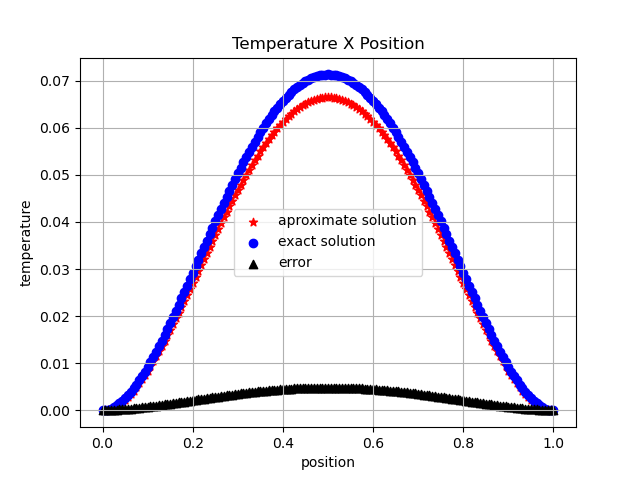 Temperature X Position
temperature
0.07
0.06
0.05
0.04
0.03
0.02
0.01
0.00
aproximate solution
exact solution
error
0.0 0.2 0.4 0.6 0.8 1.0
position